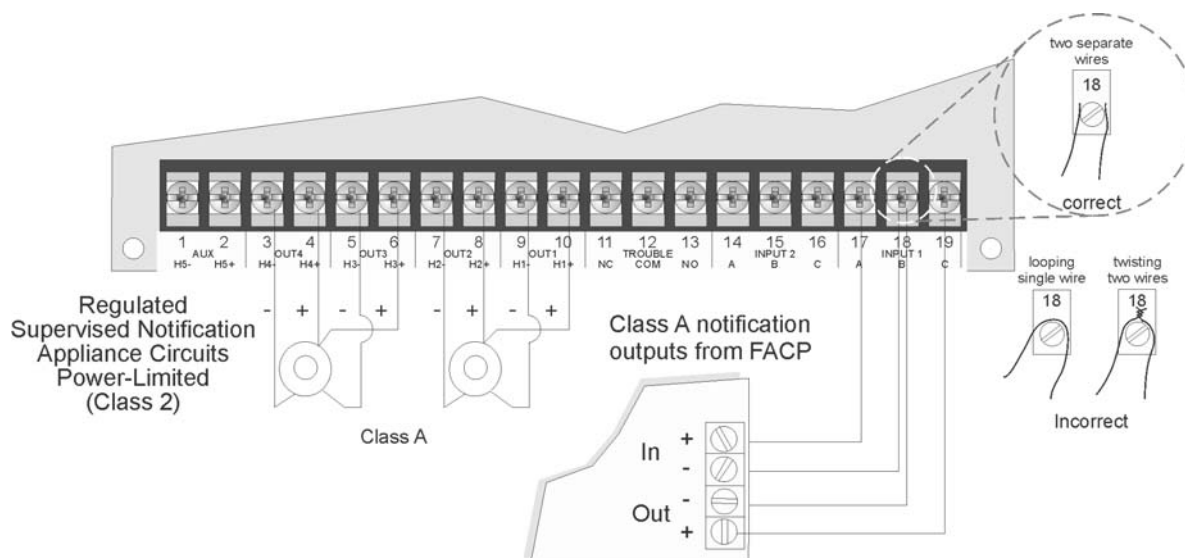 two separate
wires
18
correct
1 2 3 4 5 6 7 8 9 10 11 12 13 14 15 16 17 18 19
AUX OUT4 OUT3 OUT2 OUT1 TROUBLE INPUT 2 INPUT 1
H5- H5+ H4- H4+ H3- H3+ H2- H2+ H1- H1+ NC COM NO A B C A B C
looping
single wire
18
twisting
two wires
18
Incorrect
- + - + - + - +
Regulated
Supervised Notification
Appliance Circuits
Power-Limited
(Class 2)
Class A
Class A notification
outputs from FACP
In
+
-
Out
-
+